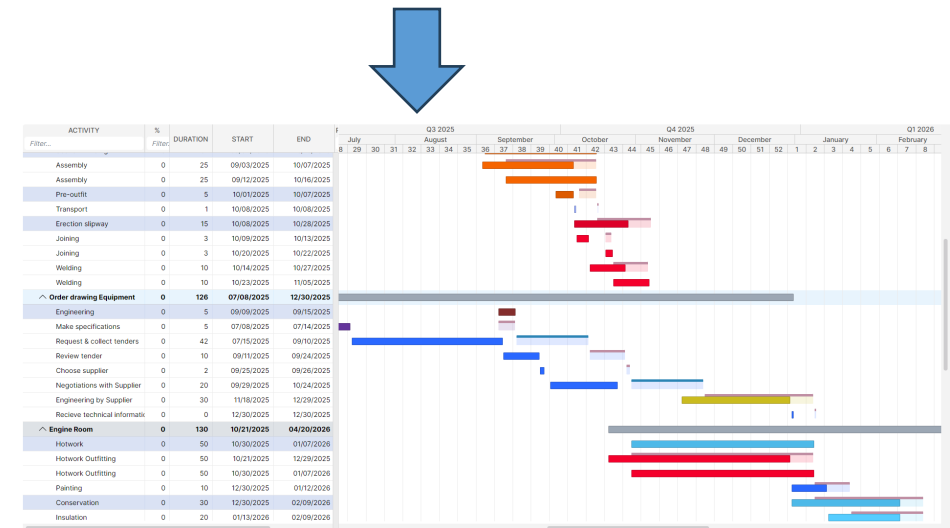 ACTIVITY % DURATION START END Q3 2025 Q4 2025 Q1 2026
Filter... Filter. July August September October November December January February
8 29 30 31 32 33 34 35 36 37 38 39 40 41 42 43 44 45 46 47 48 49 50 51 52 1 2 3 4 5 6 7 8
Assembly 0 25 09/03/2025 10/07/2025
Assembly 0 25 09/12/2025 10/16/2025
Pre-outfit 0 5 10/01/2025 10/07/2025
Transport 0 1 10/08/2025 10/08/2025
Erection slipway 0 15 10/08/2025 10/28/2025
Joining 0 3 10/09/2025 10/13/2025
Joining 0 3 10/20/2025 10/22/2025
Welding 0 10 10/14/2025 10/27/2025
Welding 0 10 10/23/2025 11/05/2025
Order drawing Equipment 0 126 07/08/2025 12/30/2025
Engineering 0 5 09/09/2025 09/15/2025
Make specifications 0 5 07/08/2025 07/14/2025
Request & collect tenders 0 42 07/15/2025 09/10/2025
Review tender 0 10 09/11/2025 09/24/2025
Choose supplier 0 2 09/25/2025 09/26/2025
Negotiations with Supplier 0 20 09/29/2025 10/24/2025
Engineering by Supplier 0 30 11/18/2025 12/29/2025
Recieve technical informatic 0 0 12/30/2025 12/30/2025
Engine Room 0 130 10/21/2025 04/20/2026
Hotwork 0 50 10/30/2025 01/07/2026
Hotwork Outfitting 0 50 10/21/2025 12/29/2025
Hotwork Outfitting 0 50 10/30/2025 01/07/2026
Painting 0 10 12/30/2025 01/12/2026
Conservation 0 30 12/30/2025 02/09/2026
Insulation 0 20 01/13/2026 02/09/2026